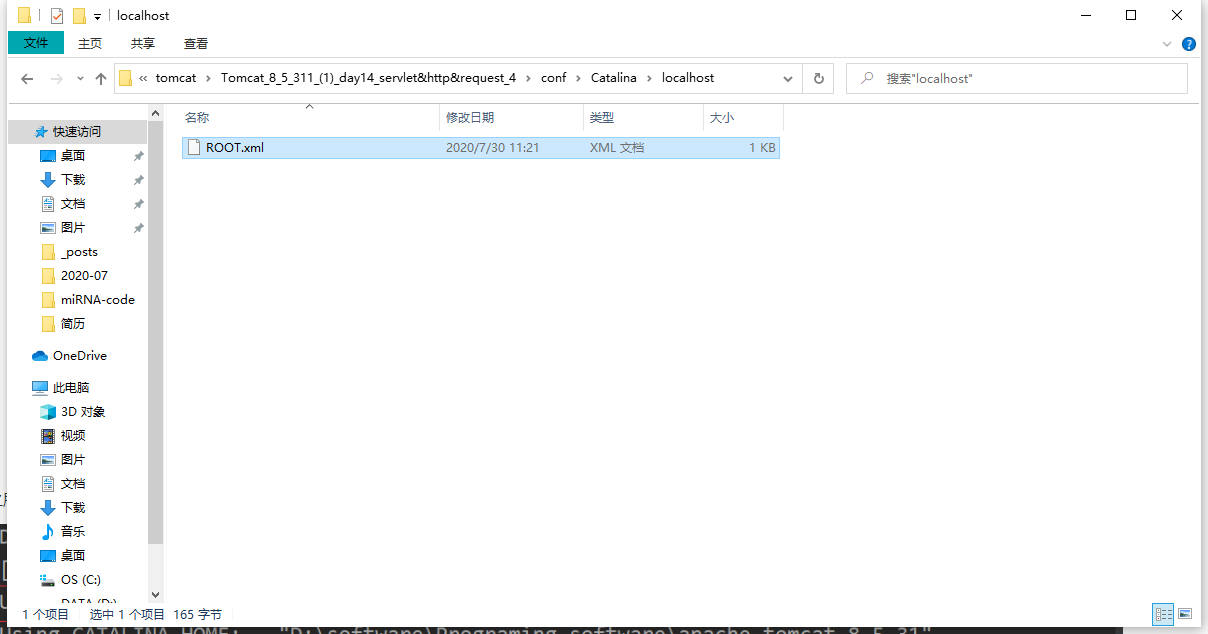 localhost
文件 主页 共享 查看
« tomcat › Tomcat_8_5_311_(1)_day14_servlet&http&request_4 › conf › Catalina › localhost
搜索"localhost"
名称 修改日期 类型 大小
ROOT.xml 2020/7/30 11:21 XML 文档 1 KB
快速访问
桌面
下载
文档
图片
_posts
2020-07
miRNA-code
简历
OneDrive
此电脑
3D 对象
视频
图片
文档
下载
音乐
桌面
OS (C:)
DATA (D:)
1 个项目 选中 1 个项目 165 字节
Using CATALINA_HOME: "D:\software\Programing software\apache-tomcat-8.5.31"